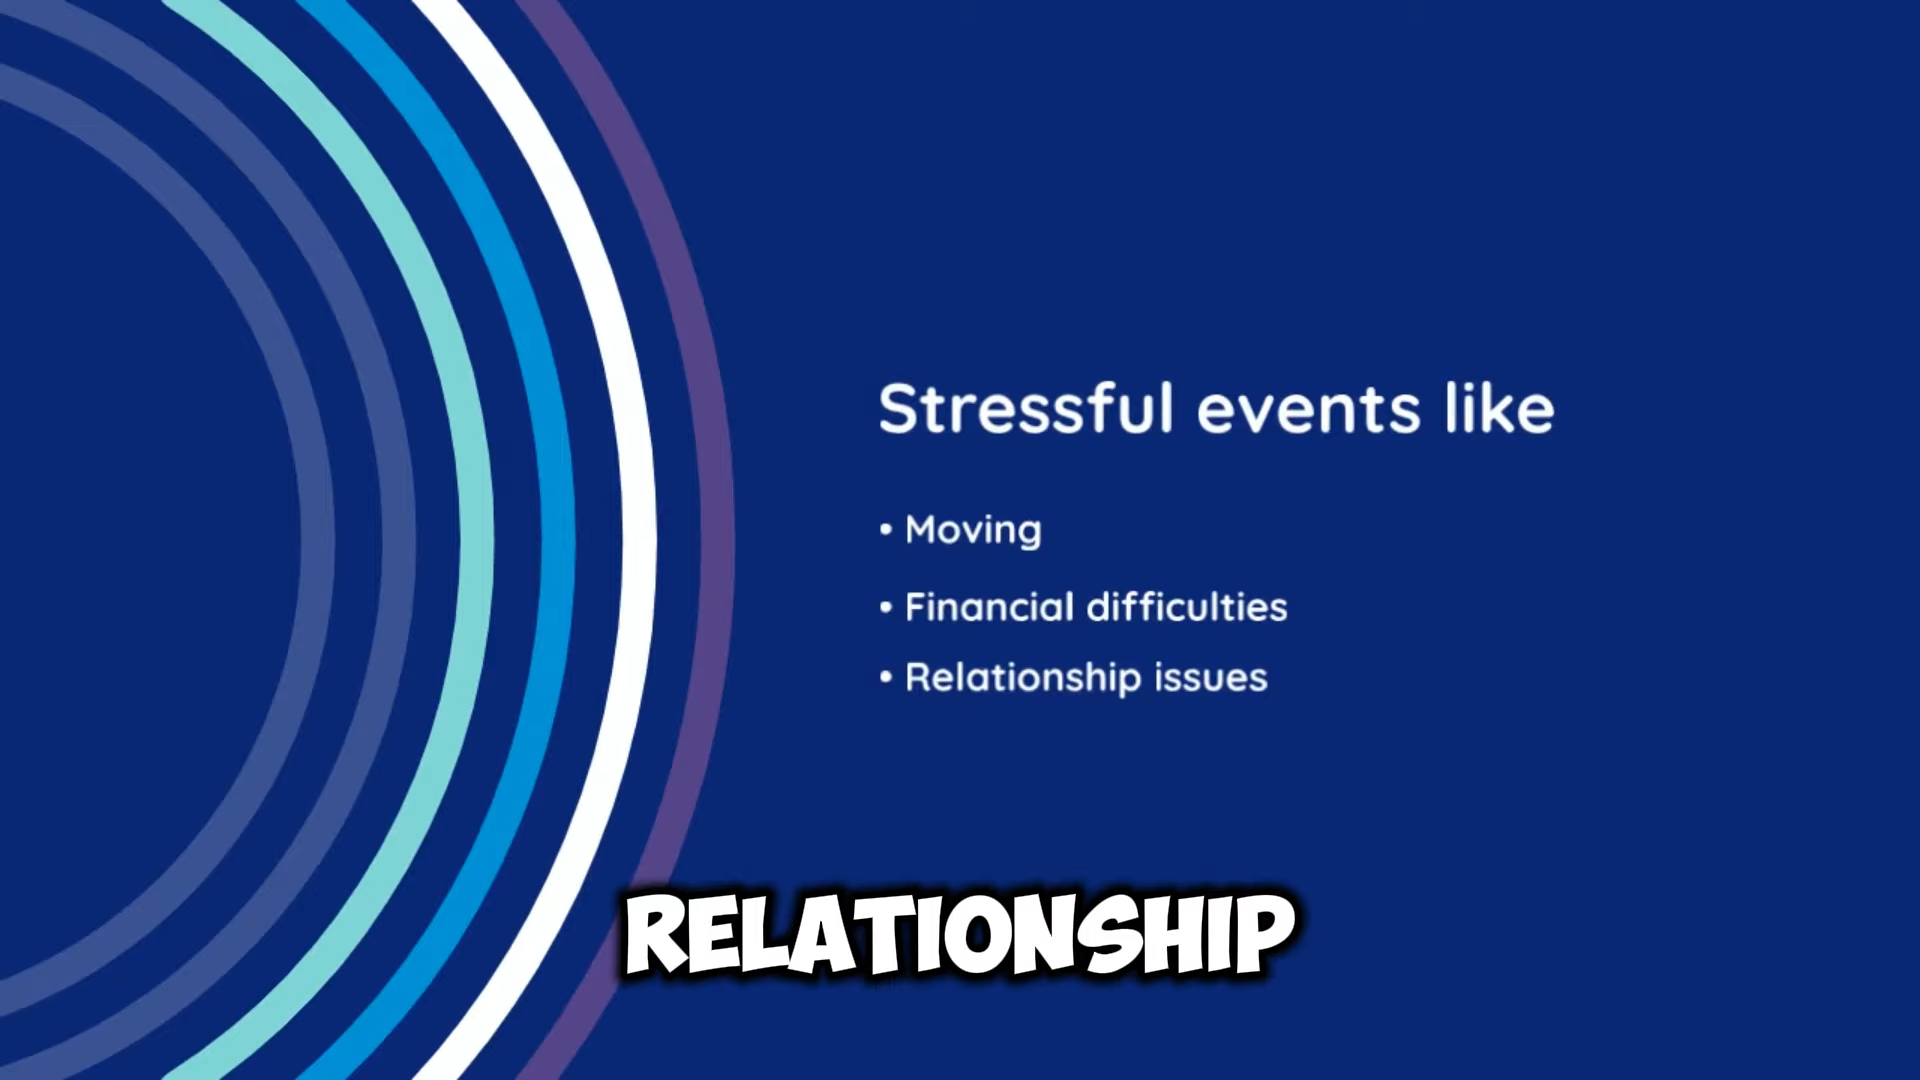 Stressful events like
• Moving
• Financial difficulties
• Relationship issues
RELATIONSHIP